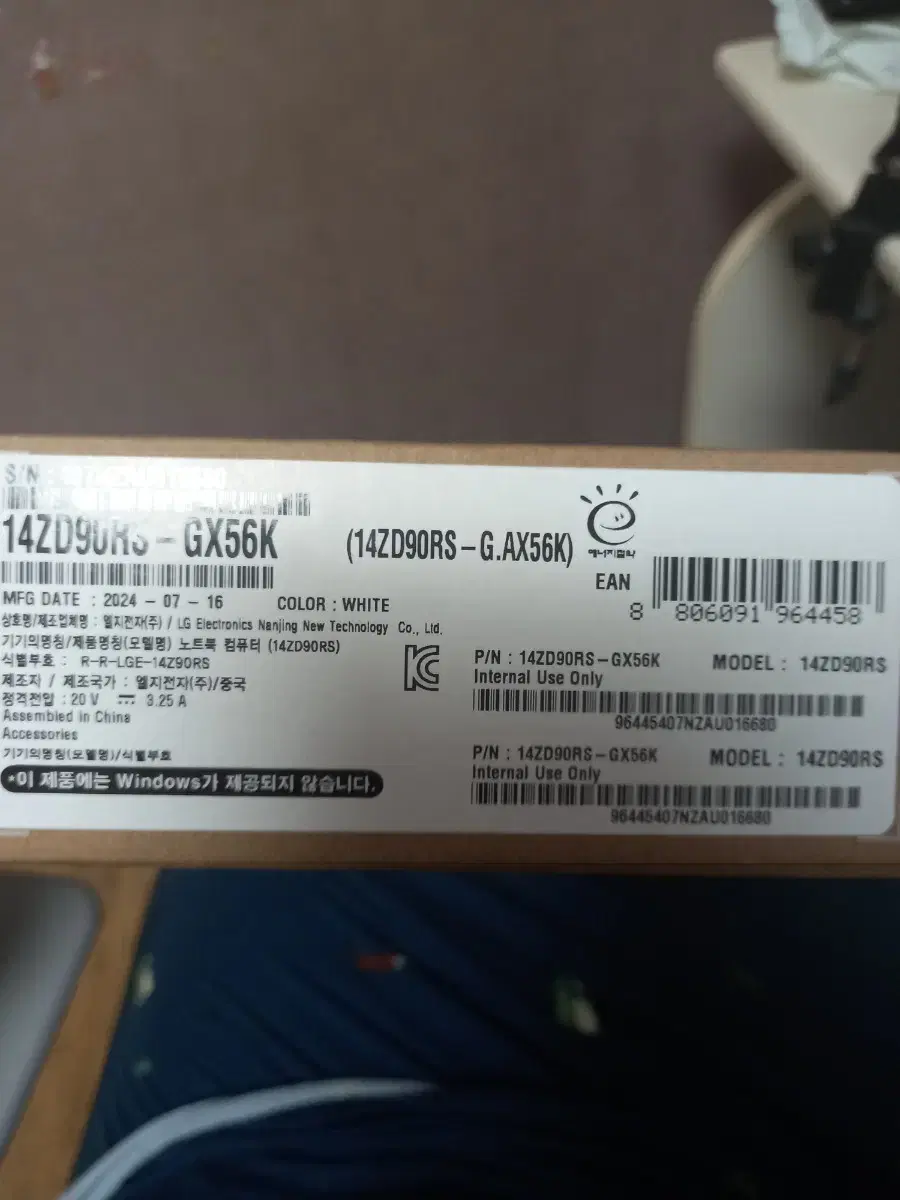 S/N :
14ZD90RS - GX56K
(14ZD90RS - G.AX56K)
에너지절약
EAN
8 806091 964458
MFG DATE : 2024 - 07 - 16
COLOR : WHITE
상호명/제조업체명 : 엘지전자(주) / LG Electronics Nanjing New Technology Co., Ltd.
기기의명칭/제품명칭(모델명) 노트북 컴퓨터 (14ZD90RS)
식별부호 : R-R-LGE-14Z90RS
제조자 / 제조국가 : 엘지전자(주)/중국
정격전압 : 20 V ⎓ 3.25 A
Assembled in China
Accessories
기기의명칭(모델명)/식별부호
*이 제품에는 Windows가 제공되지 않습니다.
P/N : 14ZD90RS - GX56K MODEL : 14ZD90RS
Internal Use Only
96445407NZAU016680
P/N : 14ZD90RS - GX56K MODEL : 14ZD90RS
Internal Use Only
96445407NZAU016680